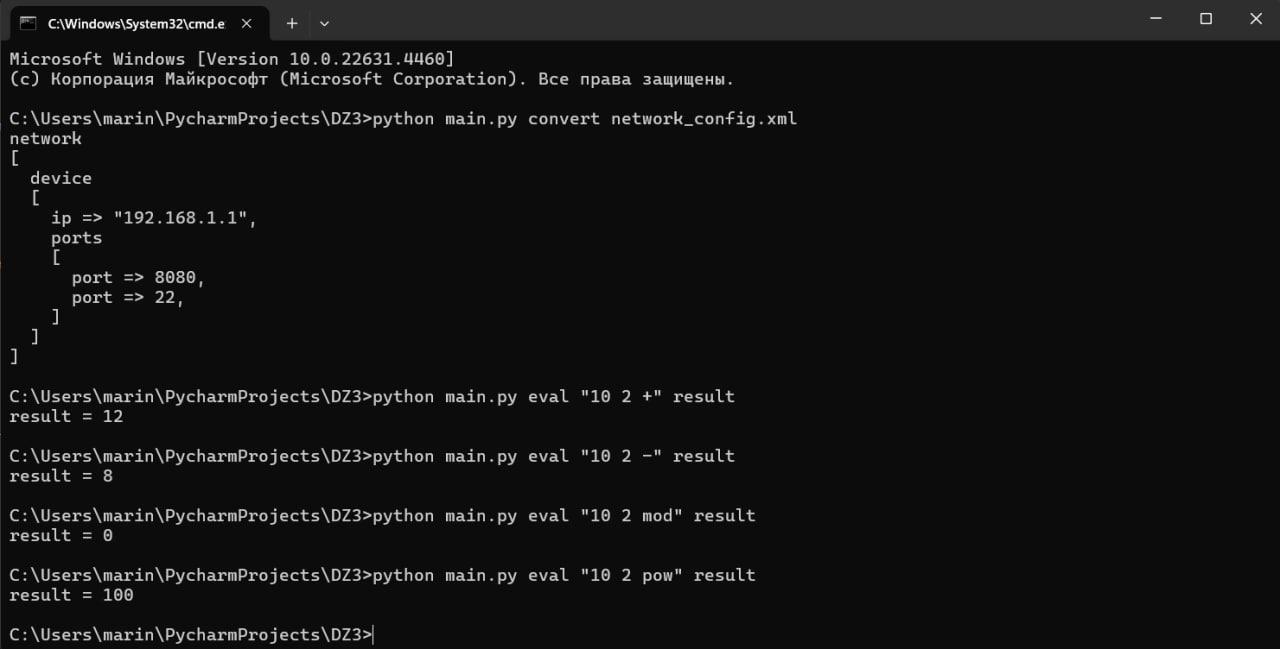 C:\Windows\System32\cmd.e
Microsoft Windows [Version 10.0.22631.4460]
(c) Корпорация Майкрософт (Microsoft Corporation). Все права защищены.
C:\Users\marin\PycharmProjects\DZ3>python main.py convert network_config.xml
network
[
  device
  [
    ip => "192.168.1.1",
    ports
    [
      port => 8080,
      port => 22,
    ]
  ]
]
C:\Users\marin\PycharmProjects\DZ3>python main.py eval "10 2 +" result
result = 12
C:\Users\marin\PycharmProjects\DZ3>python main.py eval "10 2 -" result
result = 8
C:\Users\marin\PycharmProjects\DZ3>python main.py eval "10 2 mod" result
result = 0
C:\Users\marin\PycharmProjects\DZ3>python main.py eval "10 2 pow" result
result = 100
C:\Users\marin\PycharmProjects\DZ3>